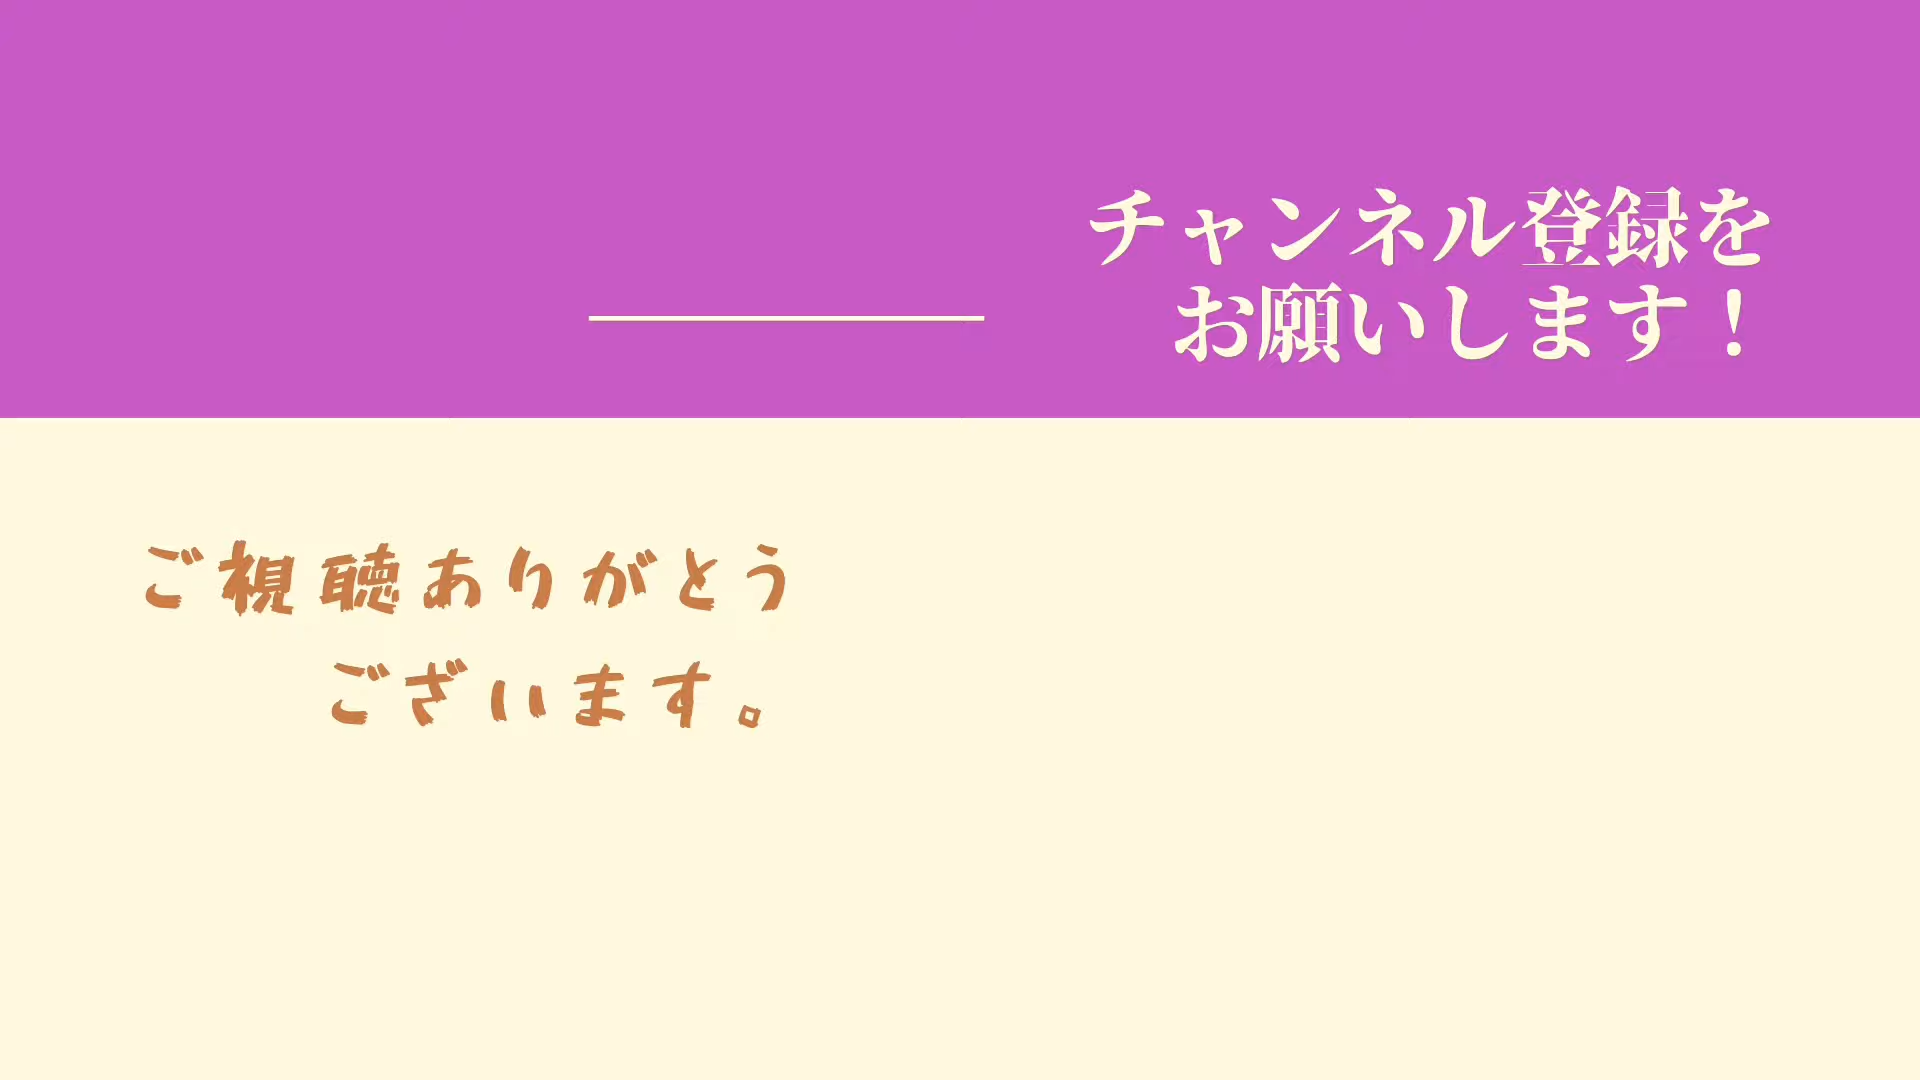 チャンネル登録を
お願いします！
ご視聴ありがとう
ございます。